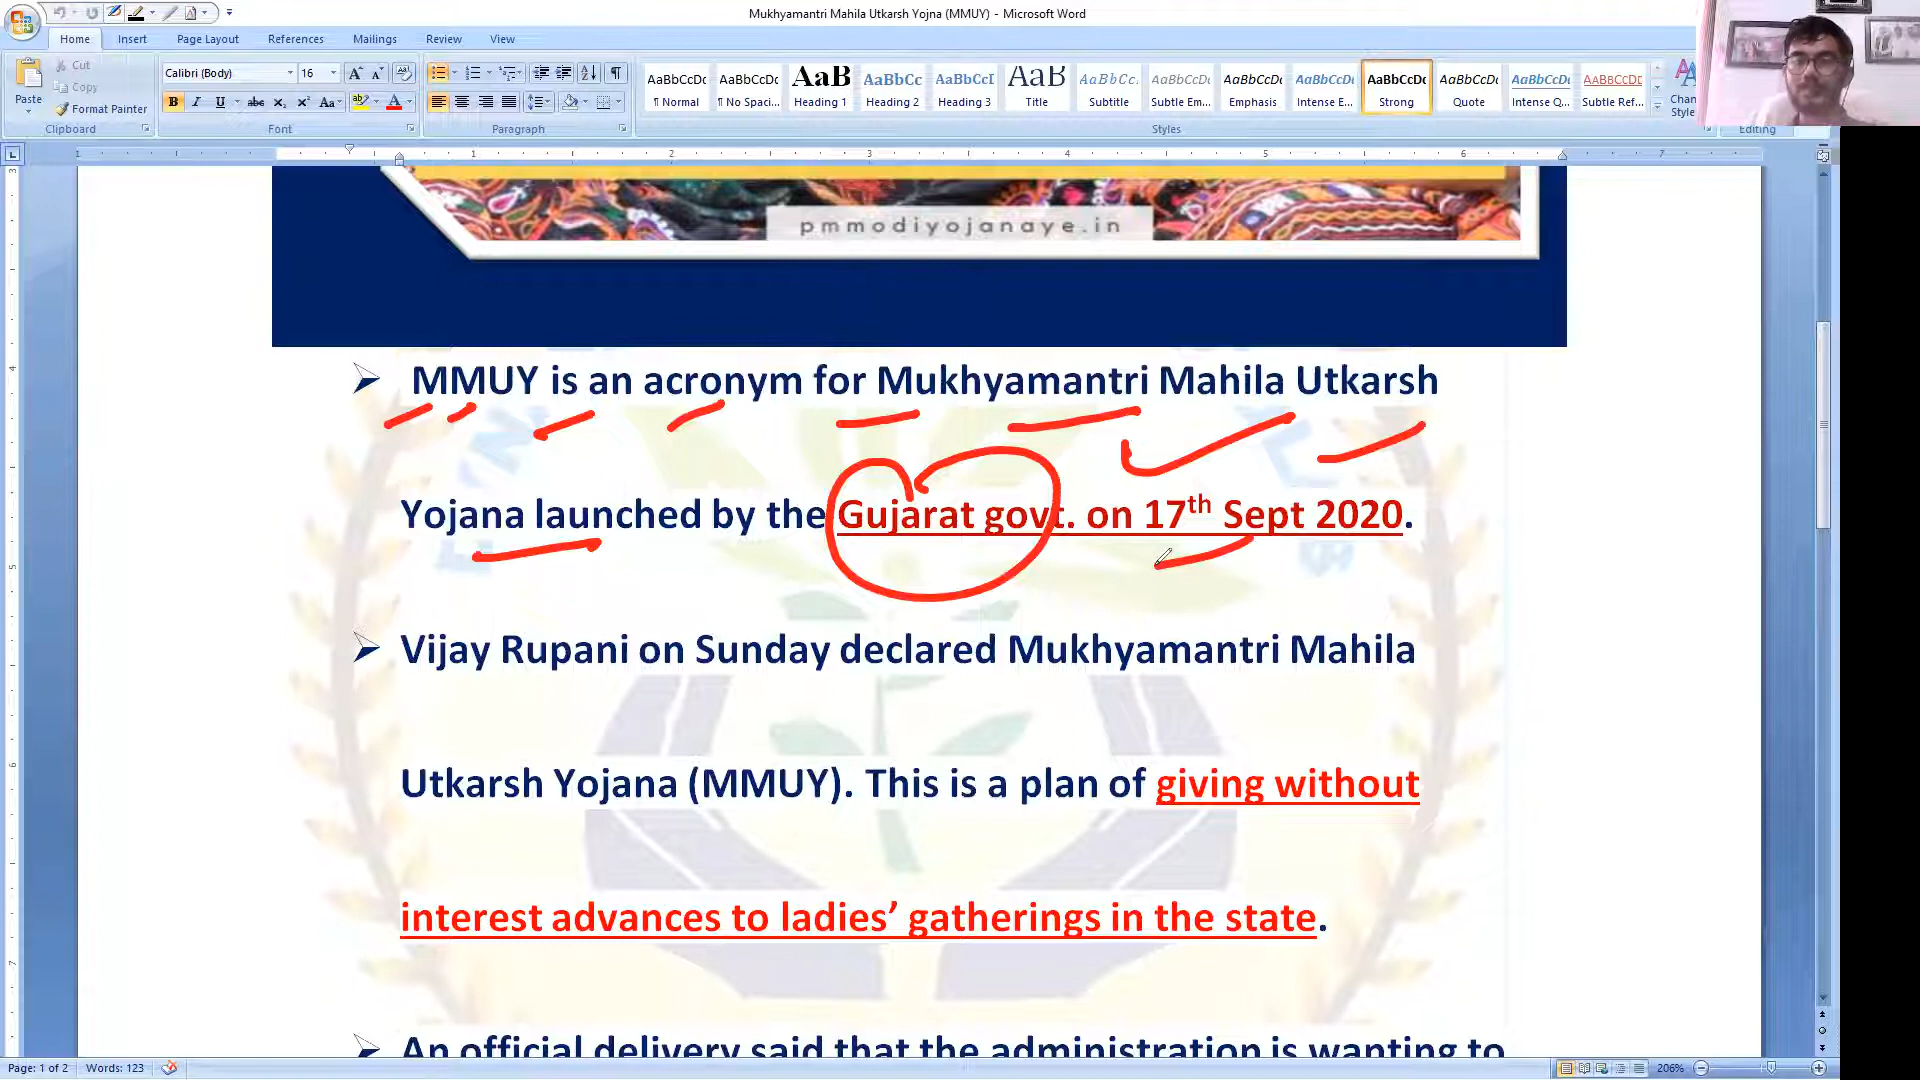 Mukhyamantri Mahila Utkarsh Yojna (MMUY) - Microsoft Word
Home Insert Page Layout References Mailings Review View
Paste
Cut
Copy
Format Painter
Clipboard
Calibri (Body) 16
Font
Paragraph
AaBbCcDc AaBbCcDc AaB AaBbCc AaBbCcI AaB AaBbCc. AaBbCcDc AaBbCcDc AaBbCcDc AaBbCcDc AaBbCcDc AaBbCcDc AaBbCcDc
¶ Normal ¶ No Spaci... Heading 1 Heading 2 Heading 3 Title Subtitle Subtle Em... Emphasis Intense E... Strong Quote Intense Q... Subtle Ref...
Styles
Editing
pmmodiyojanaye.in
➢ MMUY is an acronym for Mukhyamantri Mahila Utkarsh
Yojana launched by the Gujarat govt. on 17th Sept 2020.
➢ Vijay Rupani on Sunday declared Mukhyamantri Mahila
Utkarsh Yojana (MMUY). This is a plan of giving without
interest advances to ladies’ gatherings in the state.
➢ An official delivery said that the administration is wanting to
Page: 1 of 2 Words: 123 206%